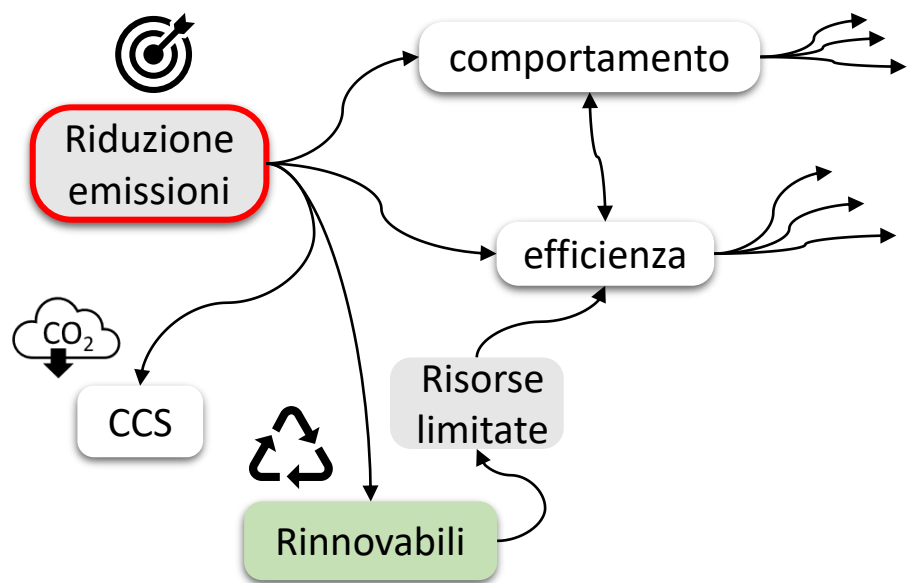 comportamento
Riduzione
emissioni
efficienza
CO₂
Risorse
limitate
CCS
Rinnovabili